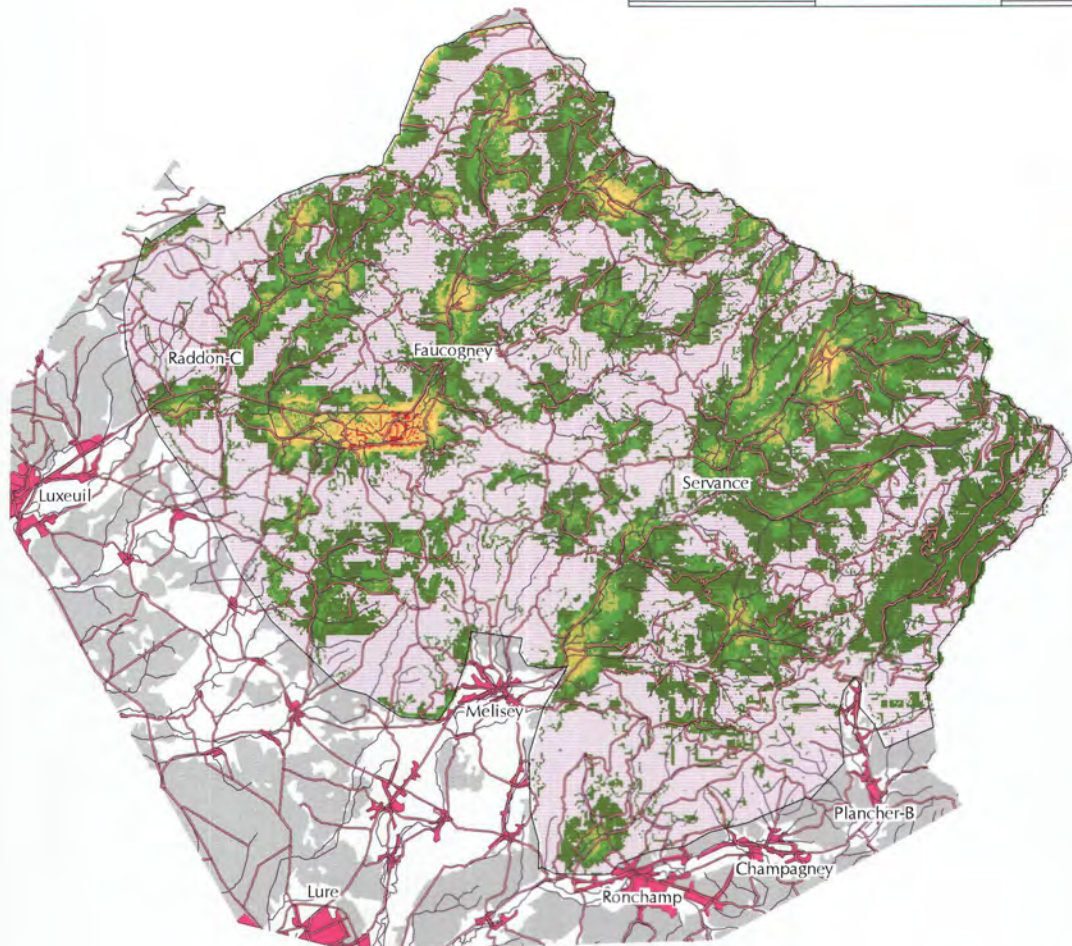 Faucogney
Raddon-C
Servance
Luxeuil
Melisey
Plancher-B
Champagney
Lure
Ronchamp